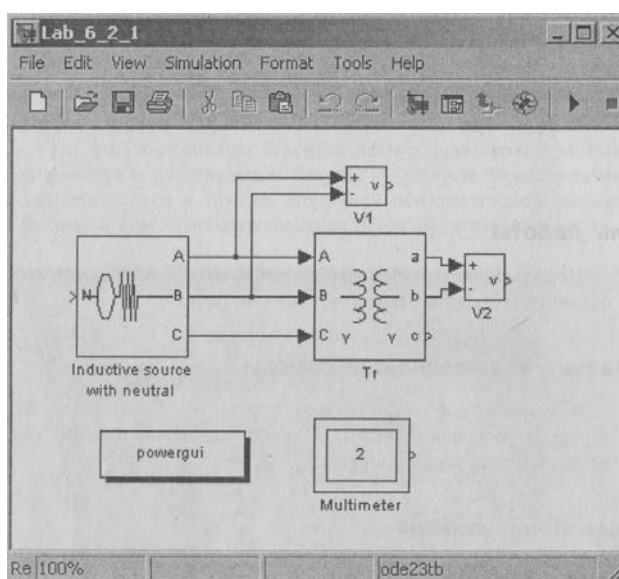 Lab_6_2_1
File Edit View Simulation Format Tools Help
+
-
v
V1
A
B
C
N
A
B
C
Y
Y
a
b
c
Tr
+
-
v
V2
Inductive source
with neutral
powergui
2
Multimeter
Re 100%
ode23tb